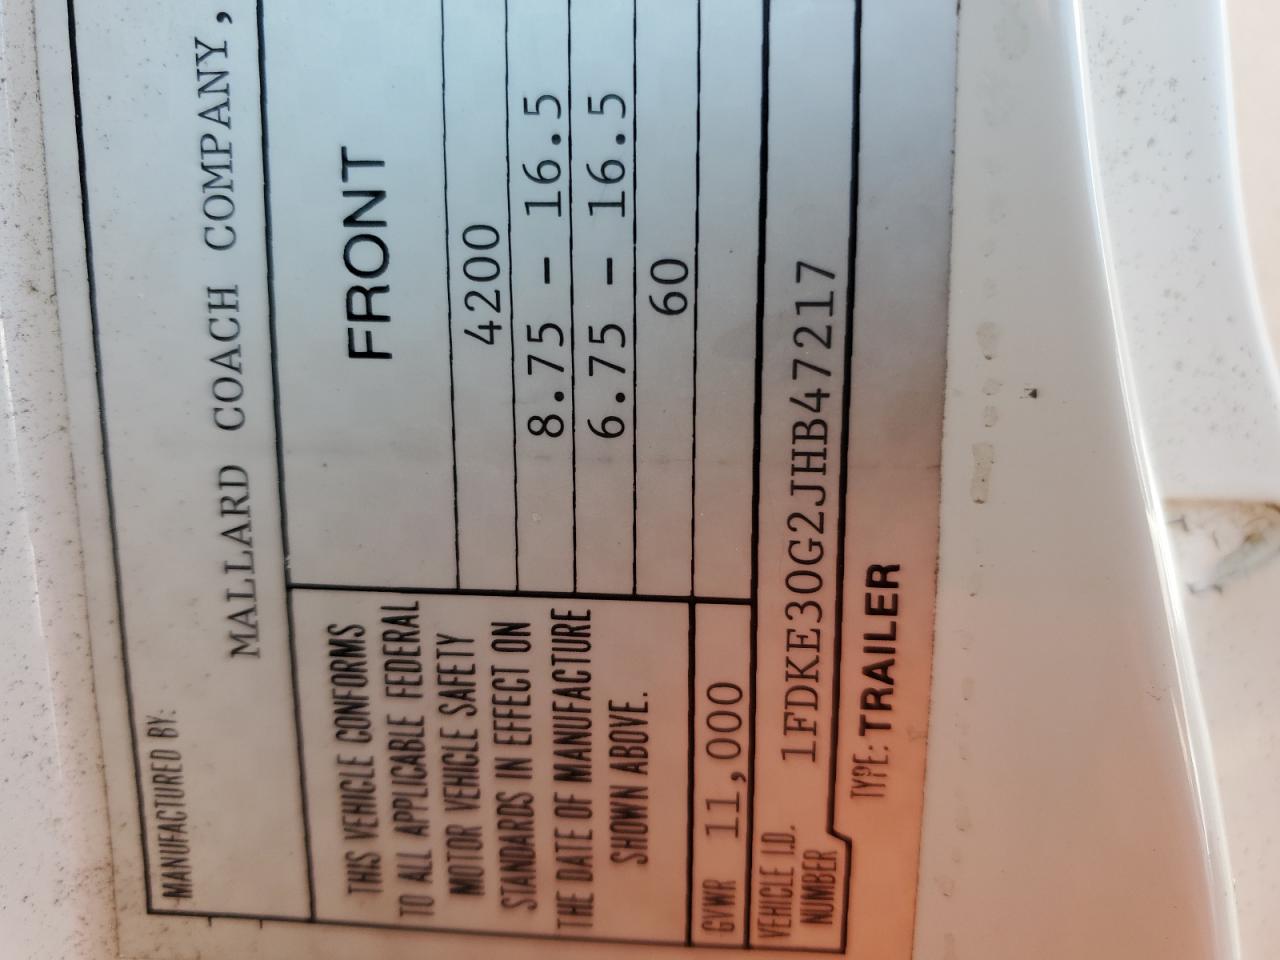 MANUFACTURED BY:
MALLARD COACH COMPANY,
THIS VEHICLE CONFORMS
TO ALL APPLICABLE FEDERAL
MOTOR VEHICLE SAFETY
STANDARDS IN EFFECT ON
THE DATE OF MANUFACTURE
SHOWN ABOVE.
FRONT
4200
8.75 - 16.5
6.75 - 16.5
60
GVWR 11,000
VEHICLE I.D.
NUMBER
1FDKE30G2JHB47217
TYPE: TRAILER